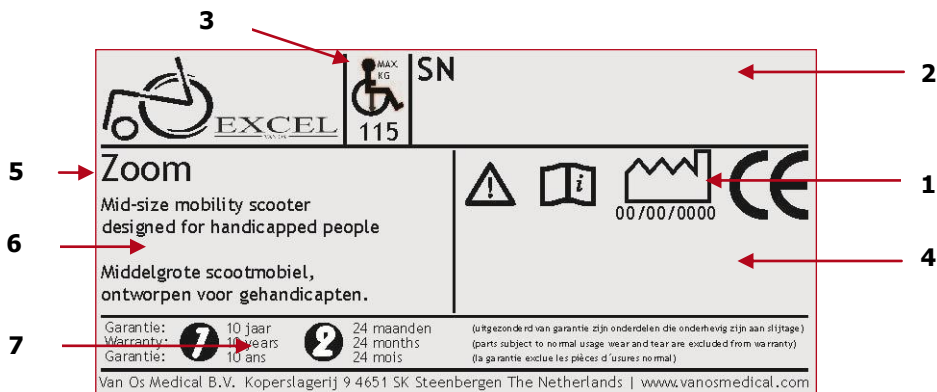 3
2
EXCEL
VAN OS
MAX.
KG
115
SN
5
Zoom
1
Mid-size mobility scooter
designed for handicapped people
i
00/00/0000
CE
6
4
Middelgrote scootmobiel,
ontworpen voor gehandicapten.
7
Garantie: 1 10 jaar 2 24 maanden (uitgezonderd van garantie zijn onderdelen die onderhevig zijn aan slijtage)
Warranty: 10 years 24 months (parts subject to normal usage wear and tear are excluded from warranty)
Garantie: 10 ans 24 mois (la garantie exclue les pièces d´usures normal)
Van Os Medical B.V. Koperslagerij 9 4651 SK Steenbergen The Netherlands | www.vanosmedical.com